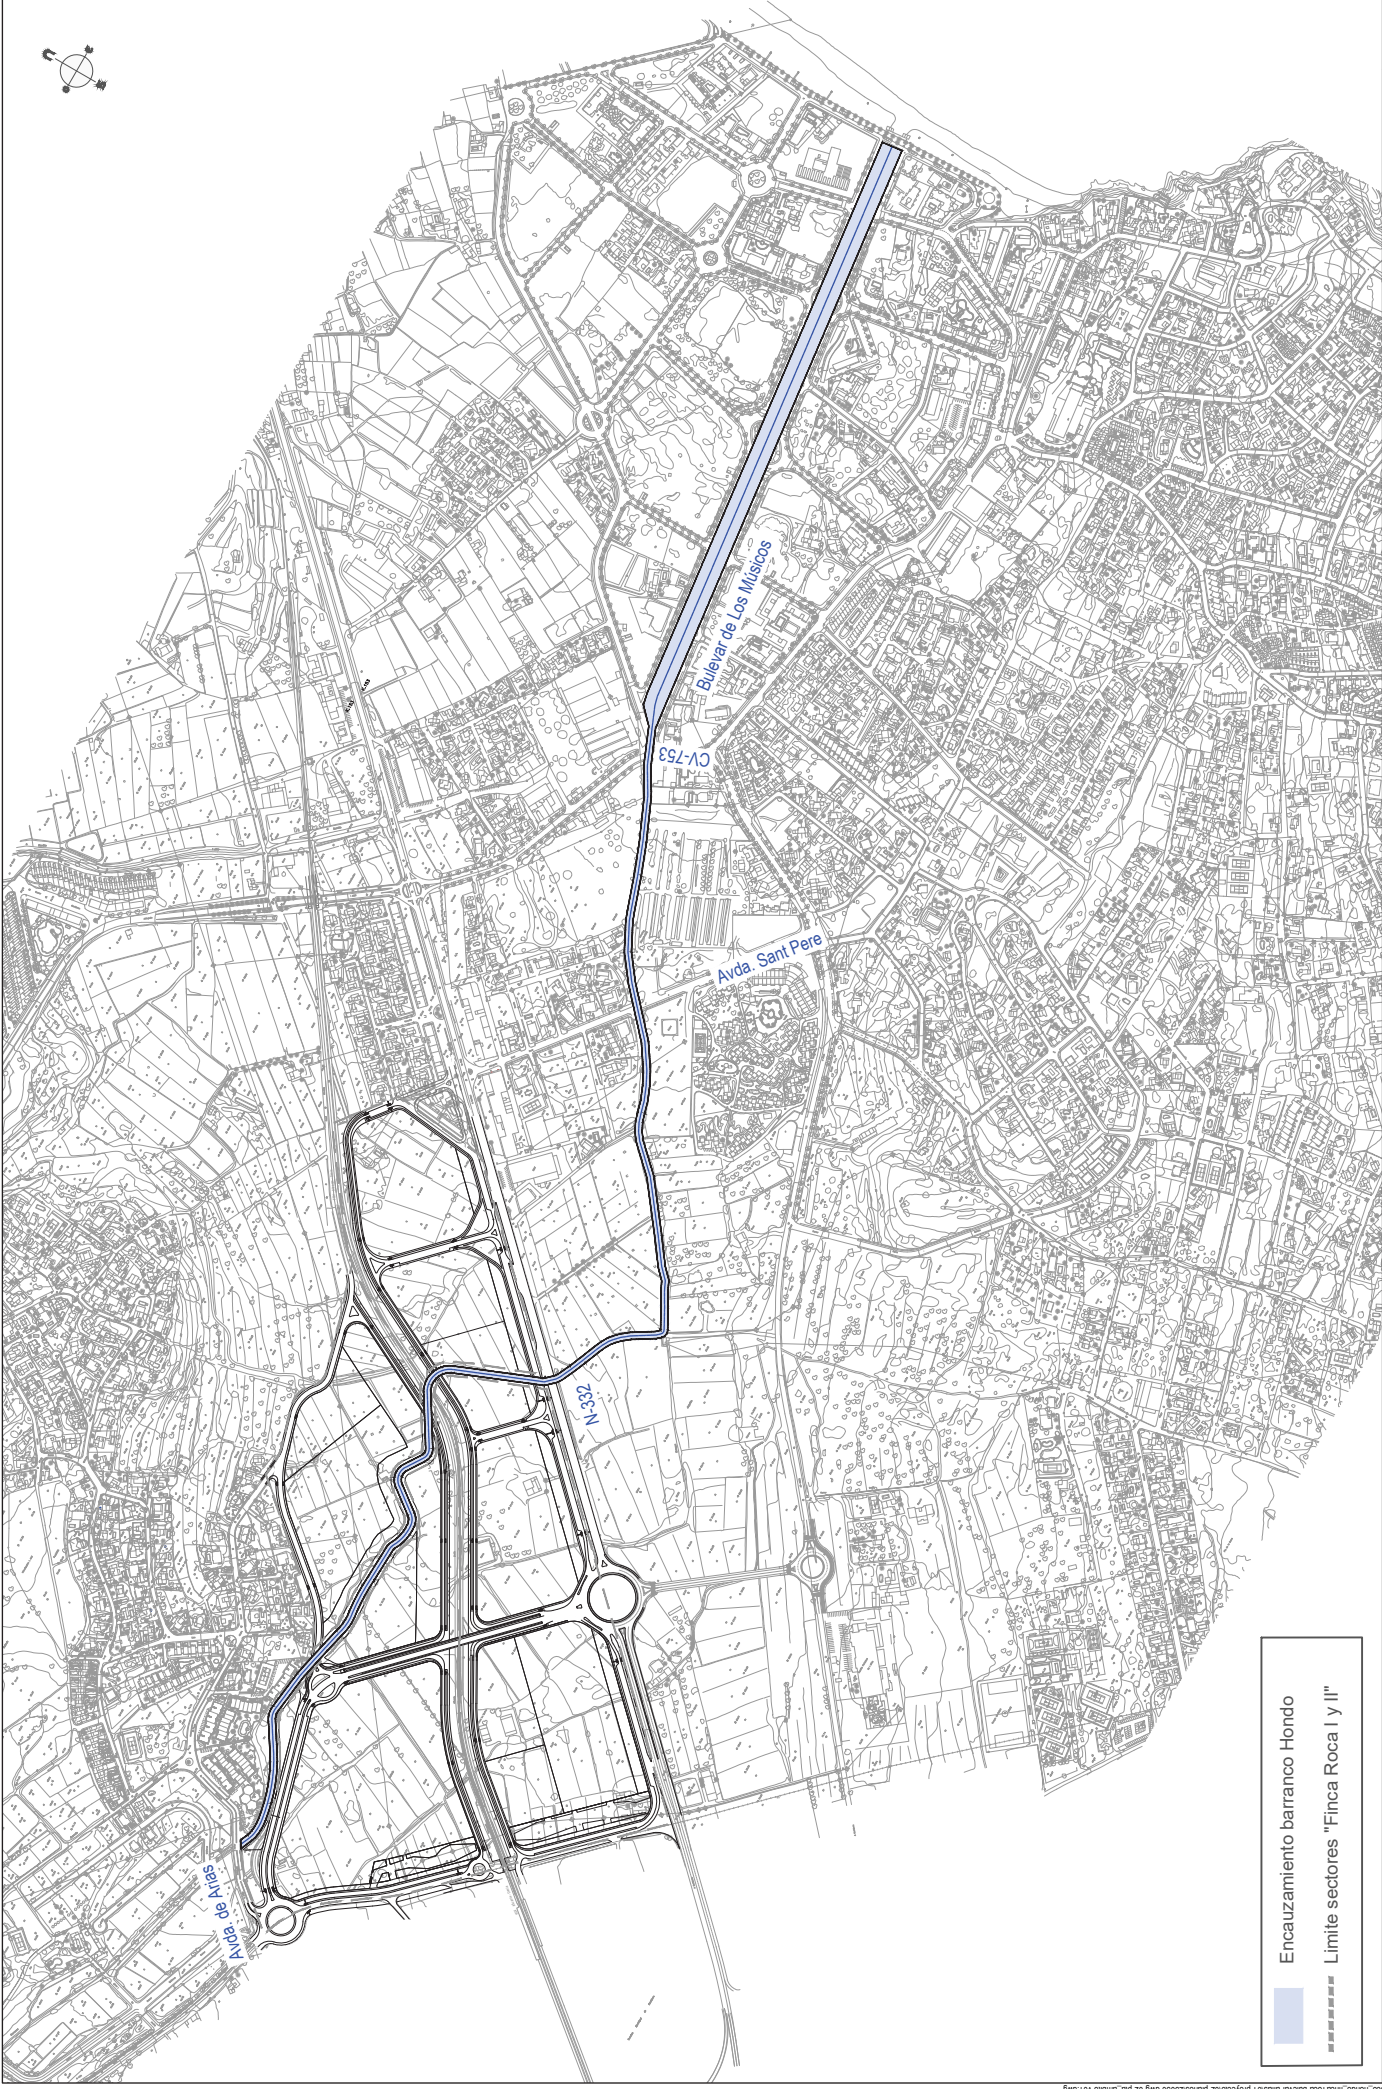 Bulevar de Los Músicos
CV-753
Avda. Sant Pere
N-332
Avda. de Arias
Encauzamiento barranco Hondo
Limite sectores "Finca Roca I y II"